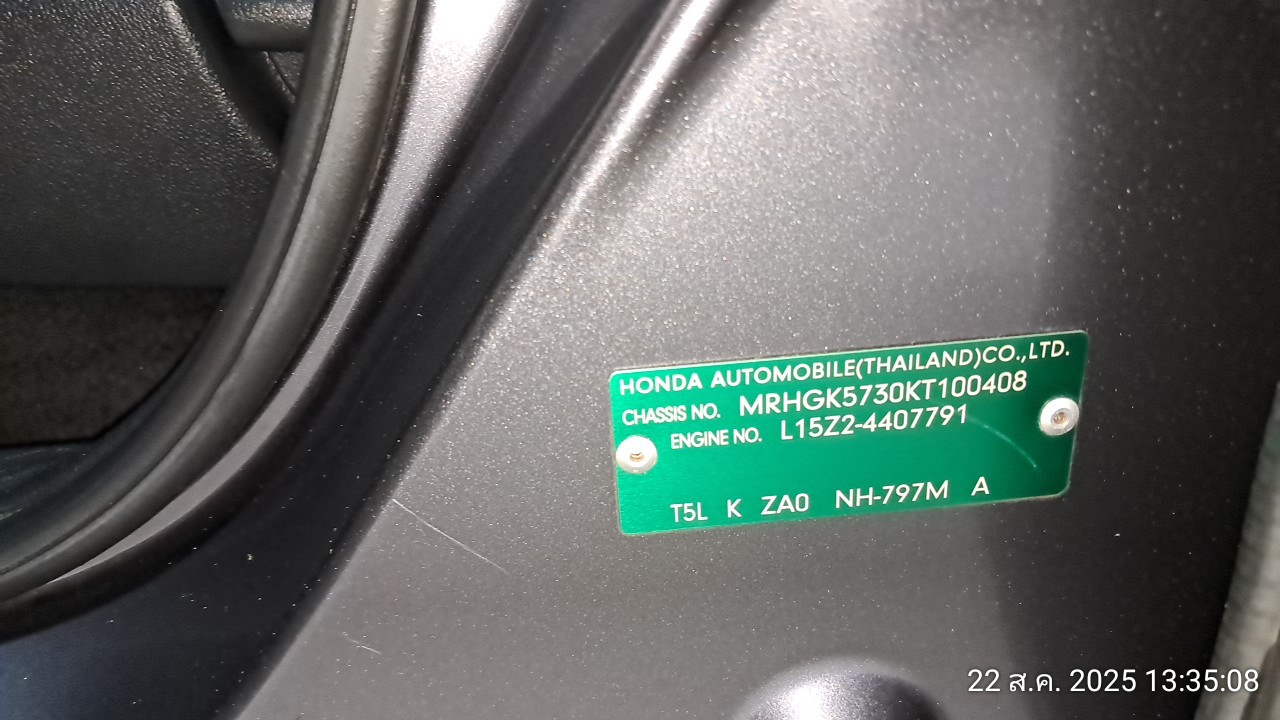 HONDA AUTOMOBILE(THAILAND)CO.,LTD.
CHASSIS NO. MRHGK5730KT100408
ENGINE NO. L15Z2-4407791
T5L K ZA0 NH-797M A
22 ส.ค. 2025 13:35:08